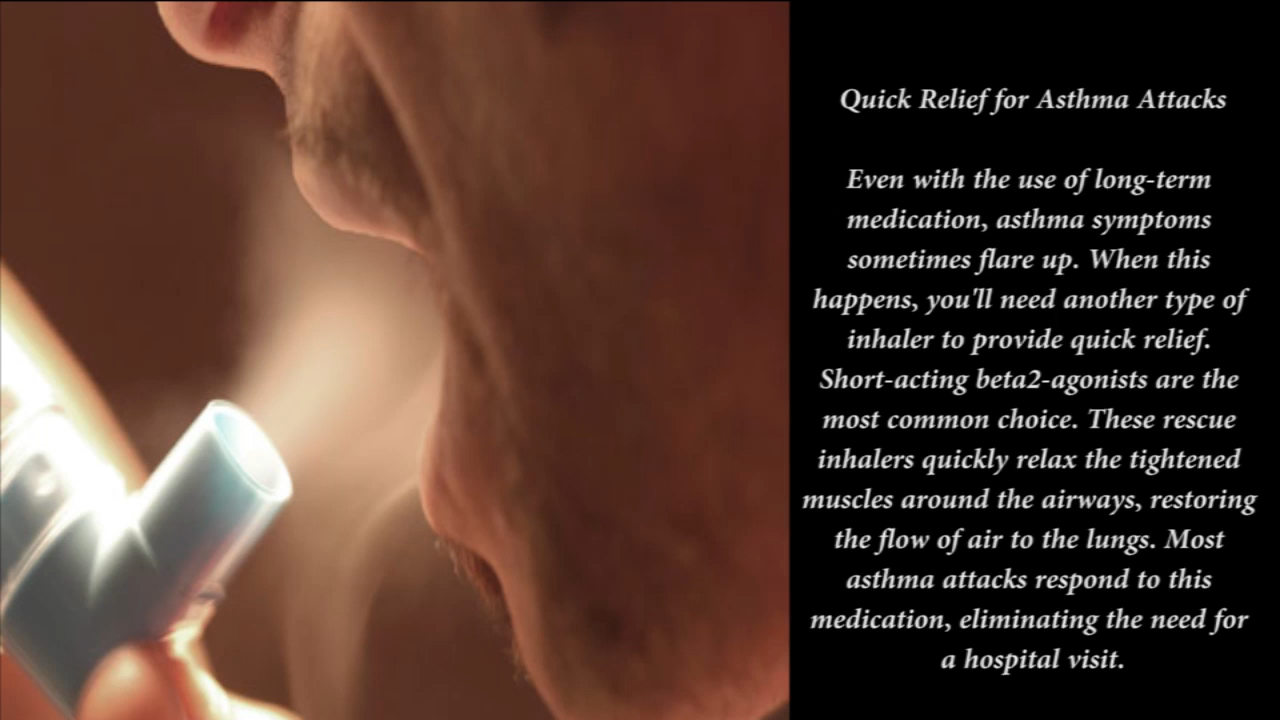 Quick Relief for Asthma Attacks
Even with the use of long-term
medication, asthma symptoms
sometimes flare up. When this
happens, you'll need another type of
inhaler to provide quick relief.
Short-acting beta2-agonists are the
most common choice. These rescue
inhalers quickly relax the tightened
muscles around the airways, restoring
the flow of air to the lungs. Most
asthma attacks respond to this
medication, eliminating the need for
a hospital visit.